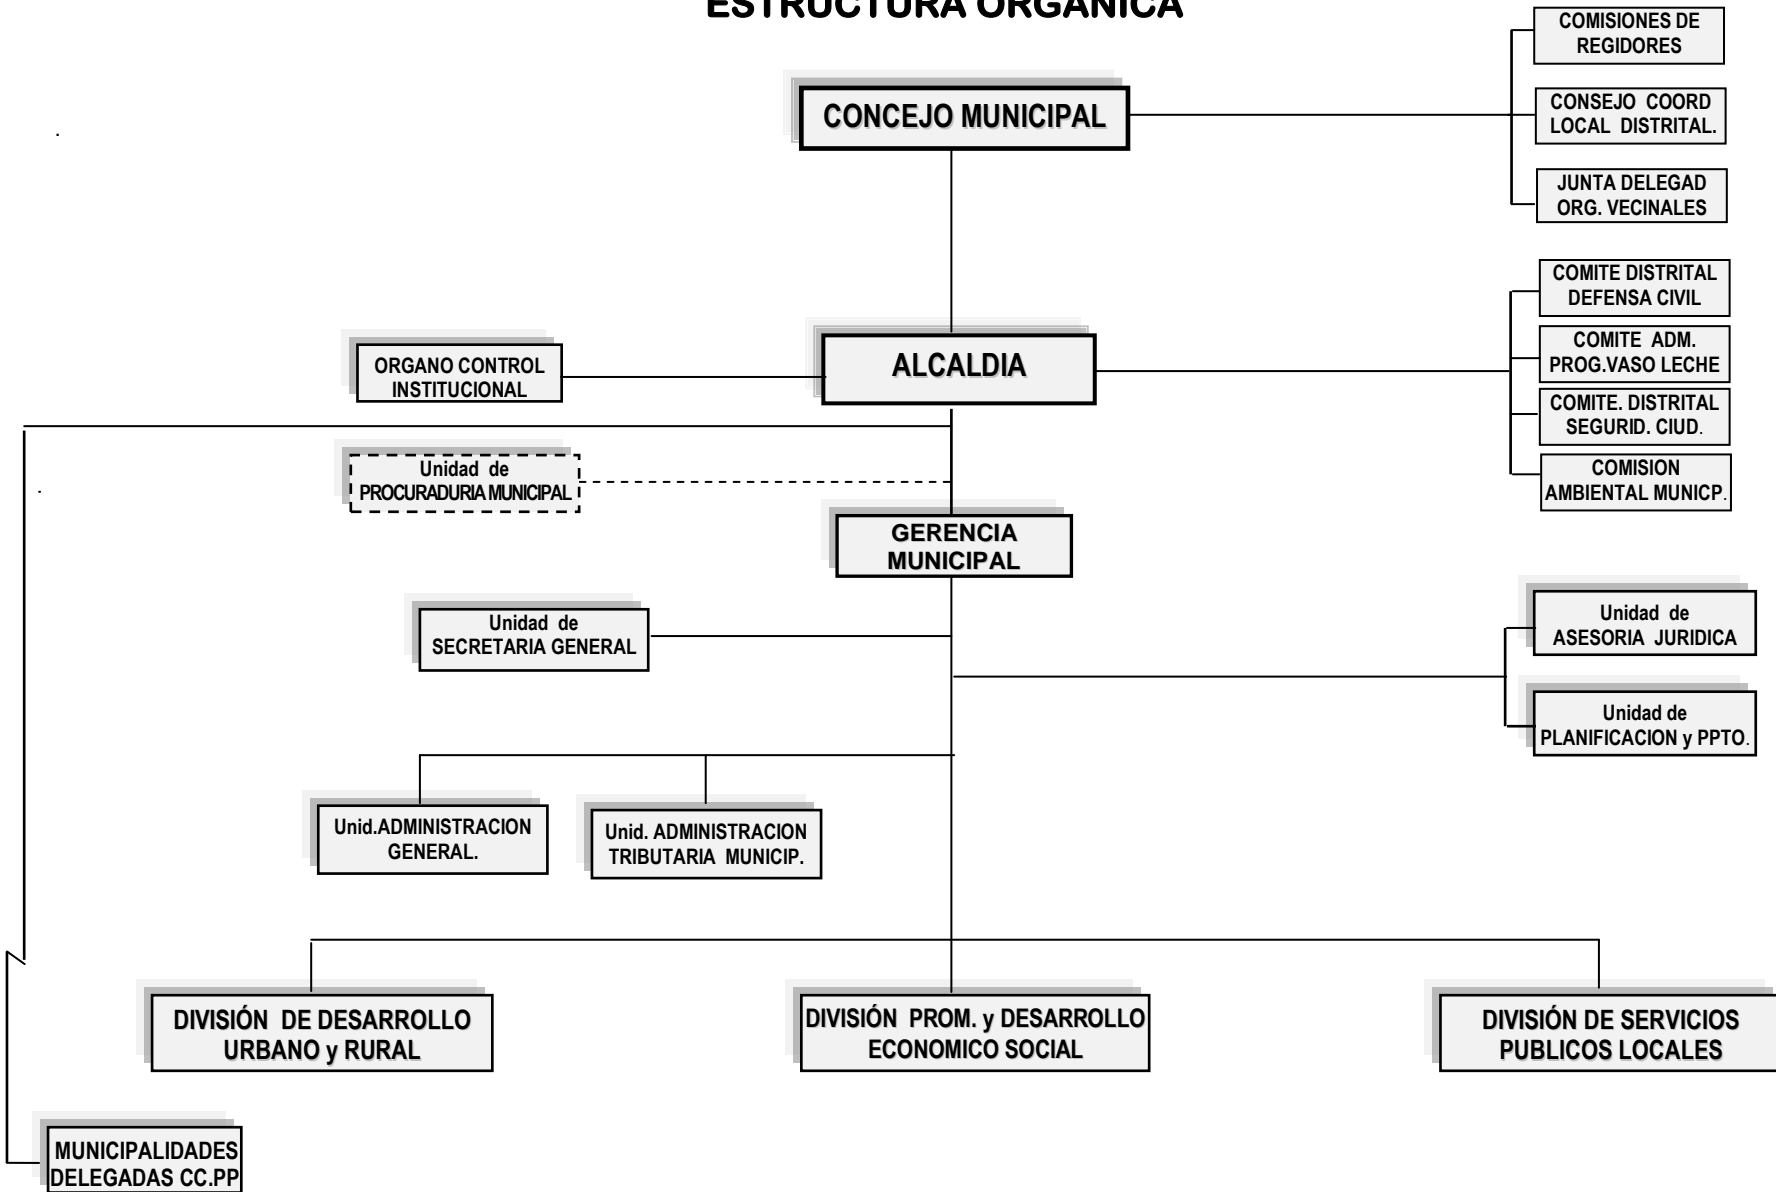 ESTRUCTURA ORGANICA
COMISIONES DE
REGIDORES
CONCEJO MUNICIPAL
CONSEJO COORD
LOCAL DISTRITAL.
JUNTA DELEGAD
ORG. VECINALES
COMITE DISTRITAL
DEFENSA CIVIL
ORGANO CONTROL
INSTITUCIONAL
ALCALDIA
COMITE ADM.
PROG.VASO LECHE
COMITE. DISTRITAL
SEGURID. CIUD.
COMISION
AMBIENTAL MUNICP.
Unidad de
PROCURADURIA MUNICIPAL
GERENCIA
MUNICIPAL
Unidad de
SECRETARIA GENERAL
Unidad de
ASESORIA JURIDICA
Unidad de
PLANIFICACION y PPTO.
Unid.ADMINISTRACION
GENERAL.
Unid. ADMINISTRACION
TRIBUTARIA MUNICIP.
DIVISIÓN DE DESARROLLO
URBANO y RURAL
DIVISIÓN PROM. y DESARROLLO
ECONOMICO SOCIAL
DIVISIÓN DE SERVICIOS
PUBLICOS LOCALES
MUNICIPALIDADES
DELEGADAS CC.PP